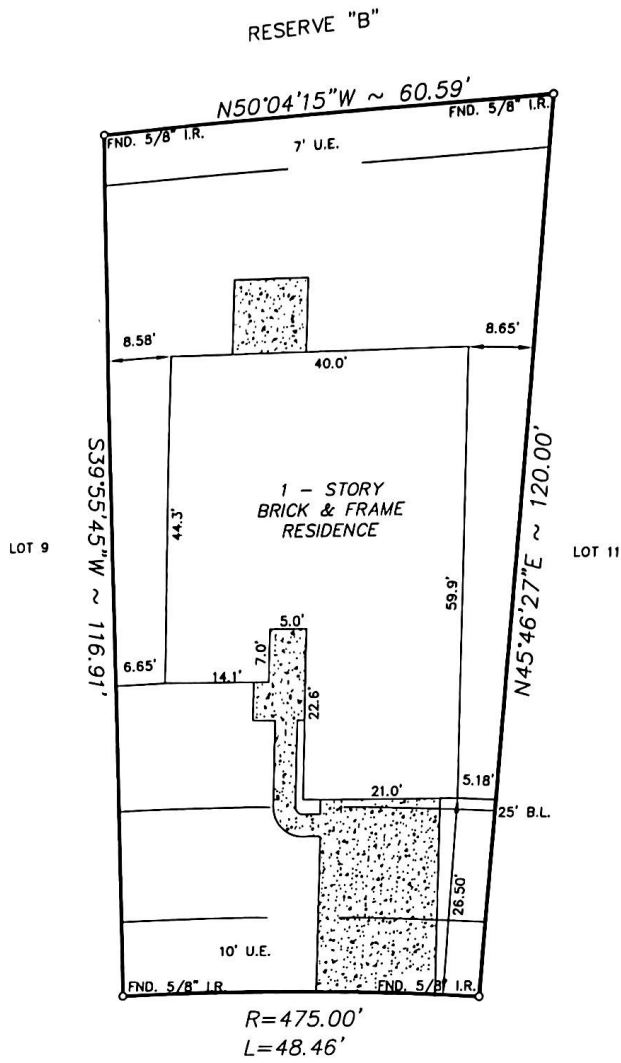 RESERVE "B"
N50°04'15"W ~ 60.59'
FND. 5/8" I.R.
FND. 5/8" I.R.
7' U.E.
8.58'
8.65'
40.0'
S39°55'45"W ~ 116.91'
44.3'
1 - STORY
BRICK & FRAME
RESIDENCE
N45°46'27"E ~ 120.00'
LOT 9
LOT 11
59.9'
5.0'
7.0'
6.65'
14.1'
22.6'
5.18'
21.0'
25' B.L.
26.50'
10' U.E.
FND. 5/8" I.R.
FND. 5/8" I.R.
R=475.00'
L=48.46'